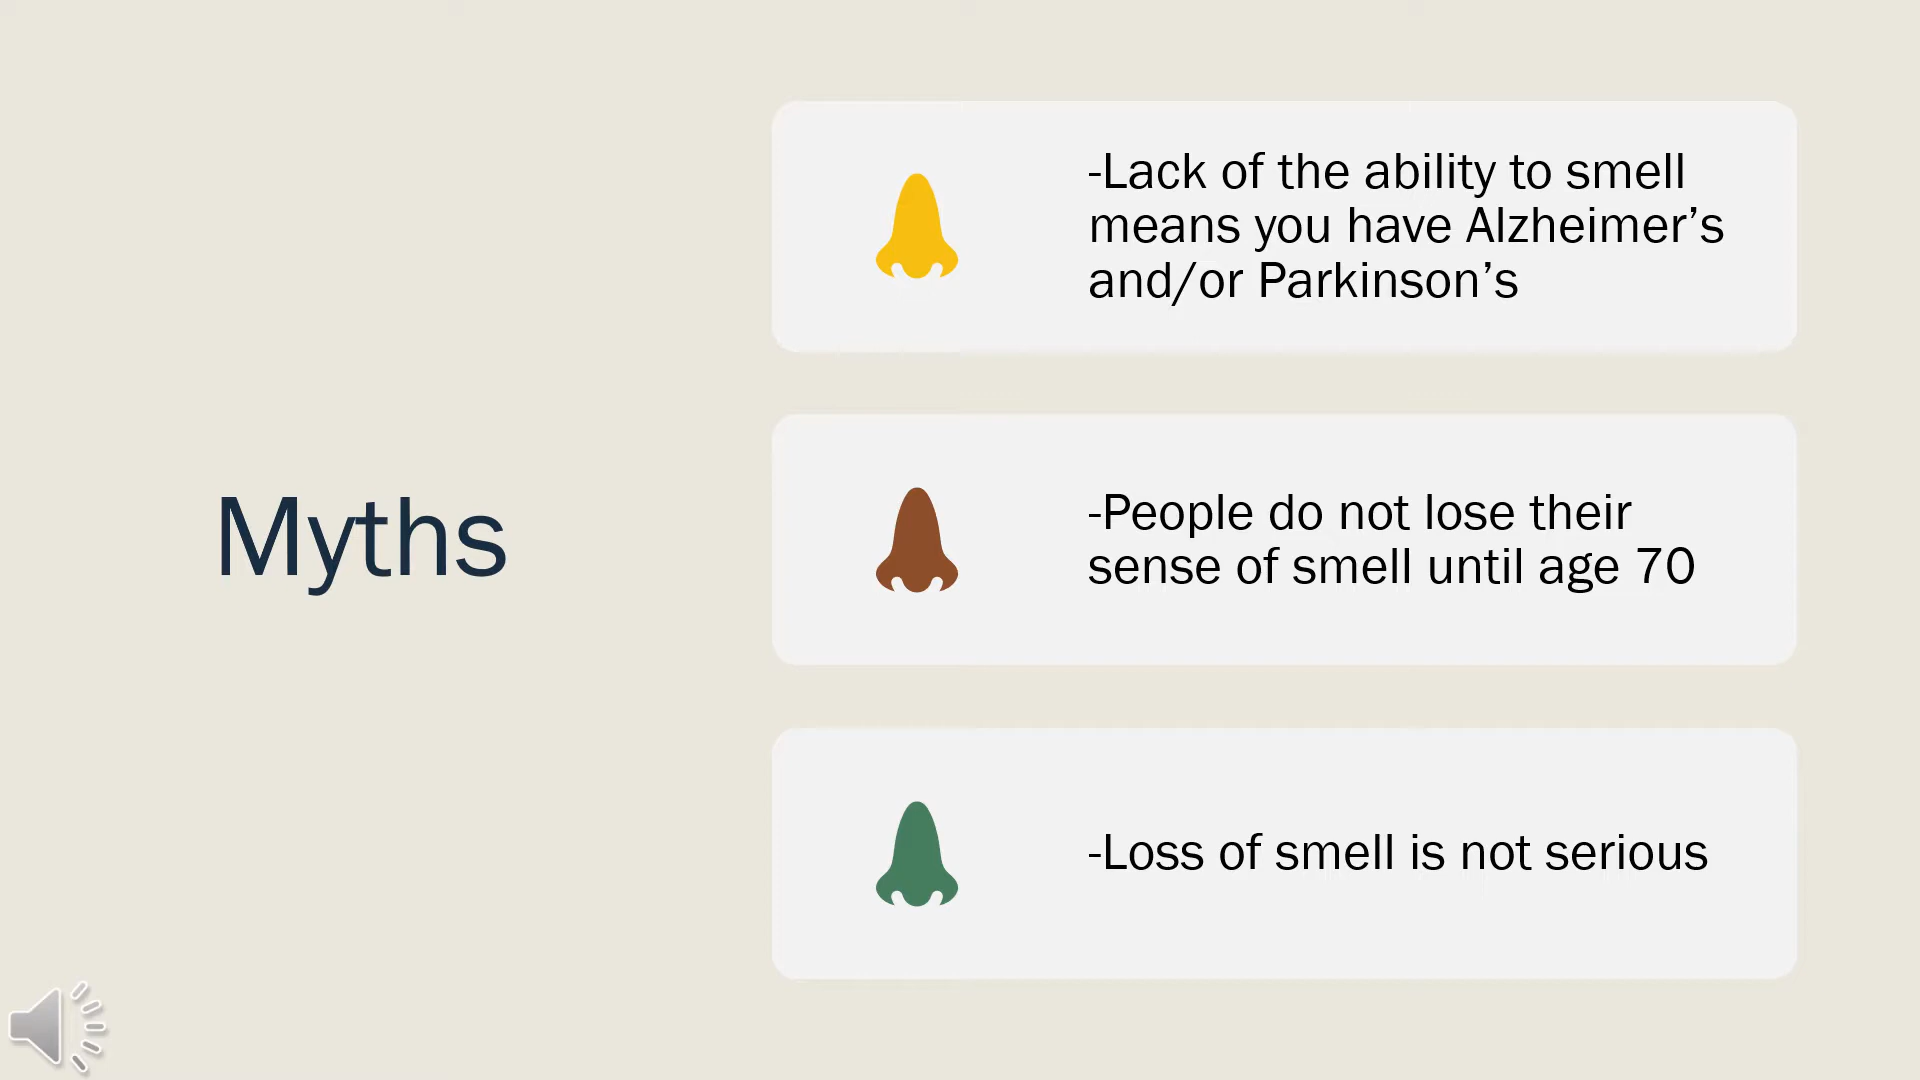 Myths
-Lack of the ability to smell
means you have Alzheimer’s
and/or Parkinson’s
-People do not lose their
sense of smell until age 70
-Loss of smell is not serious